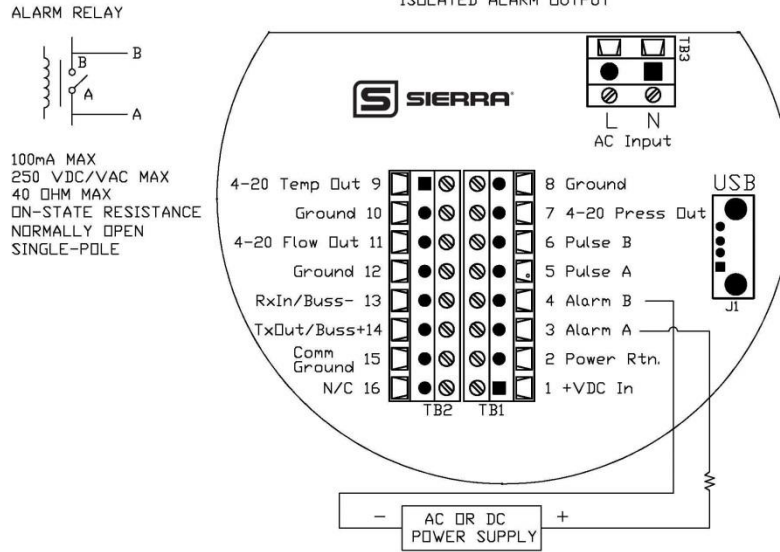 ISOLATED ALARM OUTPUT
ALARM RELAY
B
B
A
A
100mA MAX
250 VDC/VAC MAX
40 OHM MAX
ON-STATE RESISTANCE
NORMALLY OPEN
SINGLE-POLE
S SIERRA
TB3
L N
AC Input
4-20 Temp Out 9
Ground 10
4-20 Flow Out 11
Ground 12
RxIn/Buss- 13
TxOut/Buss+14
Comm
Ground 15
N/C 16
8 Ground
7 4-20 Press Out
6 Pulse B
5 Pulse A
4 Alarm B
3 Alarm A
2 Power Rtn.
1 +VDC In
TB2 TB1
USB
J1
- AC OR DC +
POWER SUPPLY